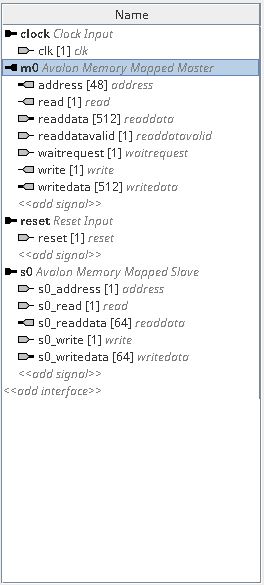 Name
clock Clock Input
clk [1] clk
m0 Avalon Memory Mapped Master
address [48] address
read [1] read
readdata [512] readdata
readdatavalid [1] readdatavalid
waitrequest [1] waitrequest
write [1] write
writedata [512] writedata
<<add signal>>
reset Reset Input
reset [1] reset
<<add signal>>
s0 Avalon Memory Mapped Slave
s0_address [1] address
s0_read [1] read
s0_readdata [64] readdata
s0_write [1] write
s0_writedata [64] writedata
<<add signal>>
<<add interface>>